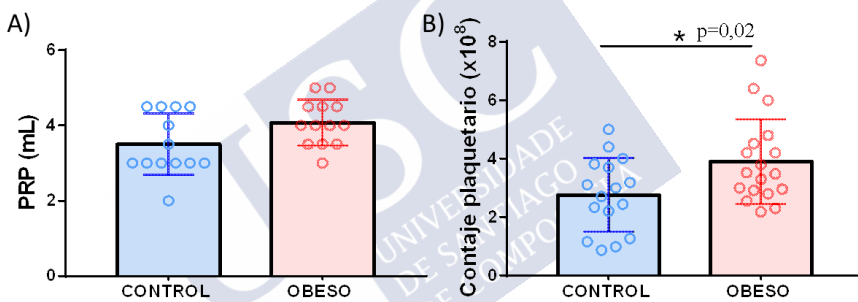 A)
PRP (mL)
6
4
2
0
CONTROL
OBESO
B)
Contaje plaquetario (x10⁸)
8
6
4
2
0
* p=0,02
CONTROL
OBESO
USC
UNIVERSIDADE
DE SANTIAGO
DE COMPOSTELA